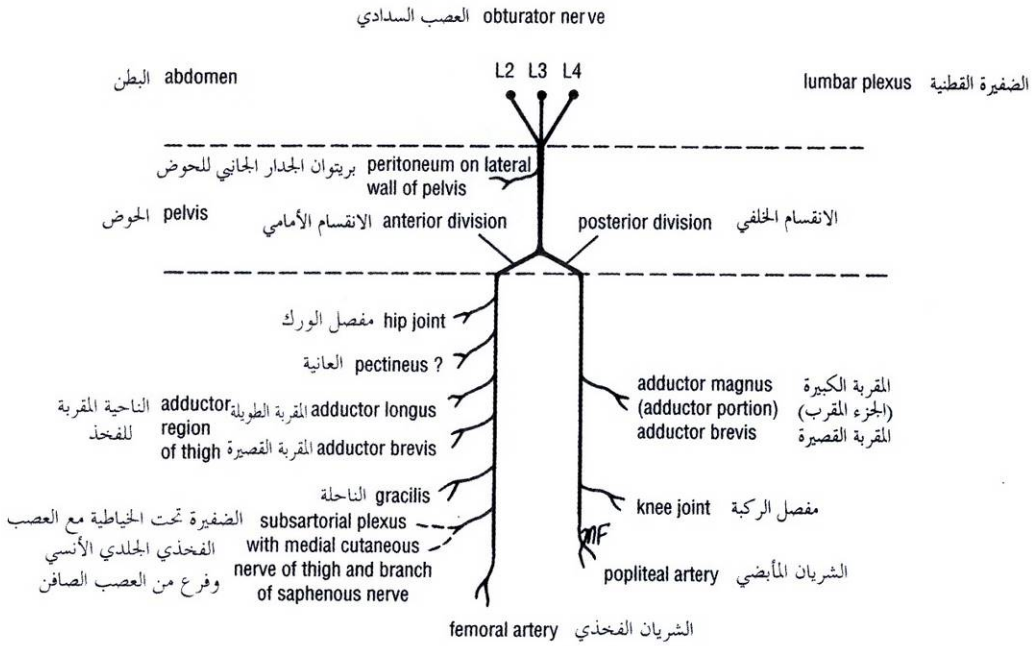 العصب السدادي obturator nerve
البطن abdomen
L2 L3 L4
lumbar plexus الضفيرة القطنية
بريتوان الجدار الجانبي للحوض peritoneum on lateral
wall of pelvis
الحوض pelvis
الانقسام الأمامي anterior division
posterior division الانقسام الخلفي
مفصل الورك hip joint
العانية pectineus ?
الناحية المقربة adductor
للفخذ region
of thigh
المقربة الطويلة adductor longus
المقربة القصيرة adductor brevis
adductor magnus المقربة الكبيرة
(adductor portion) (الجزء المقرب)
adductor brevis المقربة القصيرة
الناحلة gracilis
knee joint مفصل الركبة
الضفيرة تحت الخياطية مع العصب subsartorial plexus
الفخذي الجلدي الأنسي with medial cutaneous
وفرع من العصب الصافن nerve of thigh and branch
of saphenous nerve
MF
popliteal artery الشريان المأبضي
femoral artery الشريان الفخذي